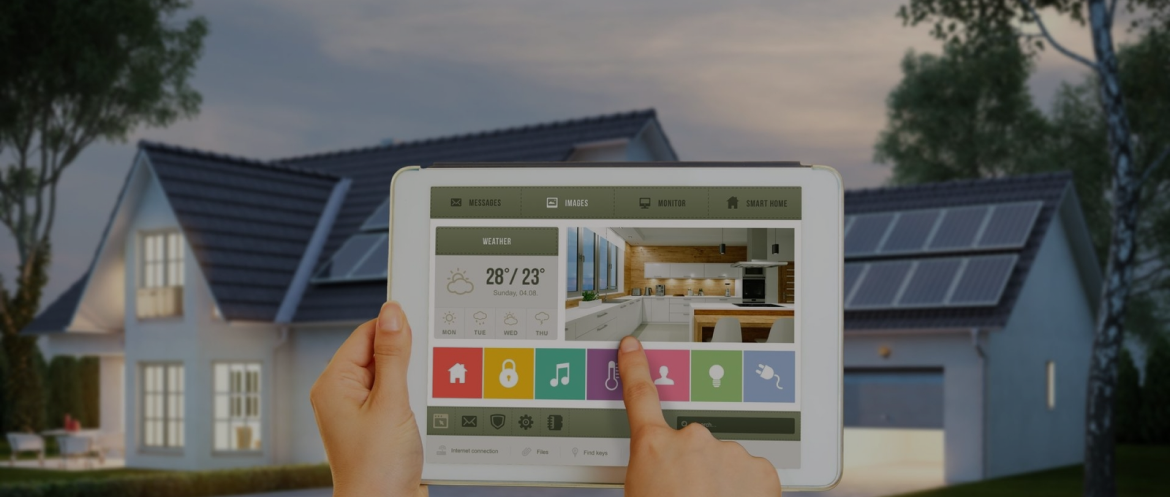 MESSAGES
IMAGES
MONITOR
SMART HOME
WEATHER
28°/ 23°
Sunday, 04.08.
MON
TUE
WED
THU
Internet connection
Files
Find keys